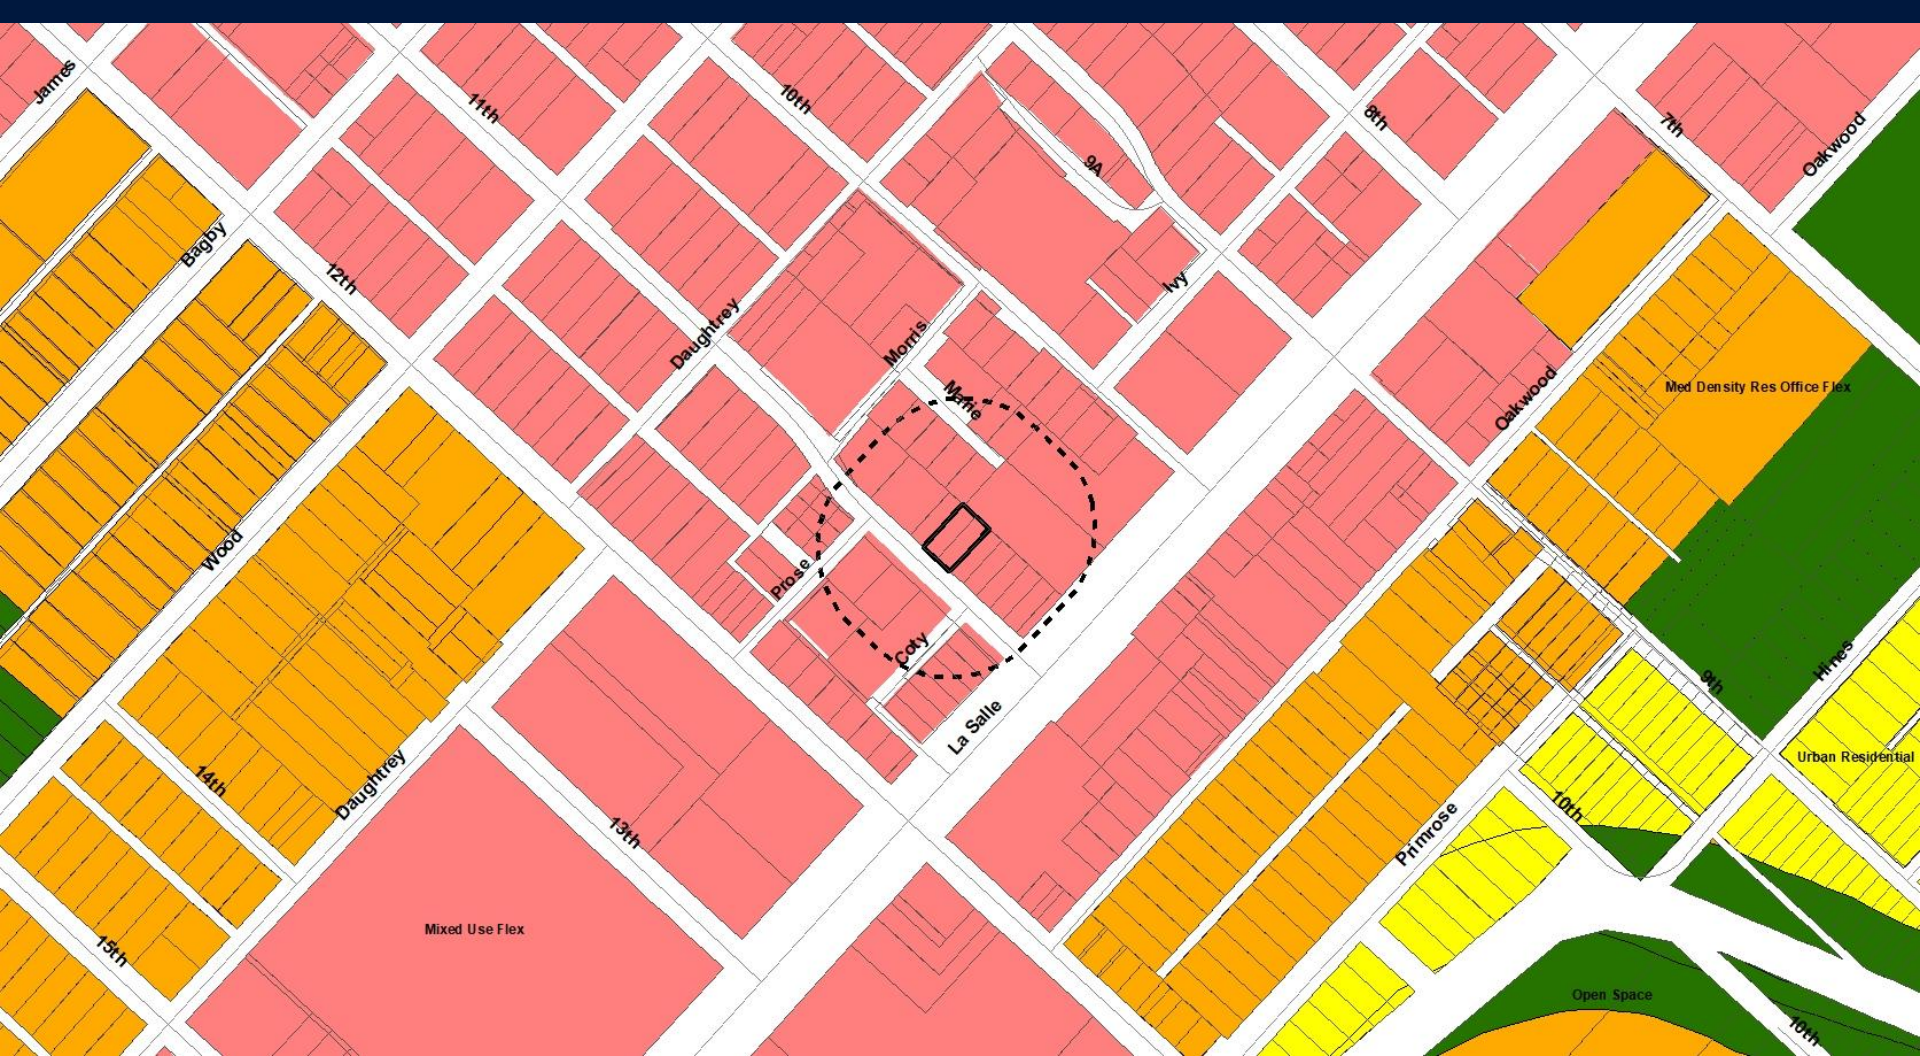 James
11th
10th
8th
7th
Oakwood
9A
Bagby
12th
Ivy
Daughtrey
Morris
Marie
Oakwood
Med Density Res Office Flex
Wood
Prose
Coty
9th
Hines
La Salle
Urban Residential
14th
Daughtrey
13th
10th
Primrose
Mixed Use Flex
15th
Open Space
10th